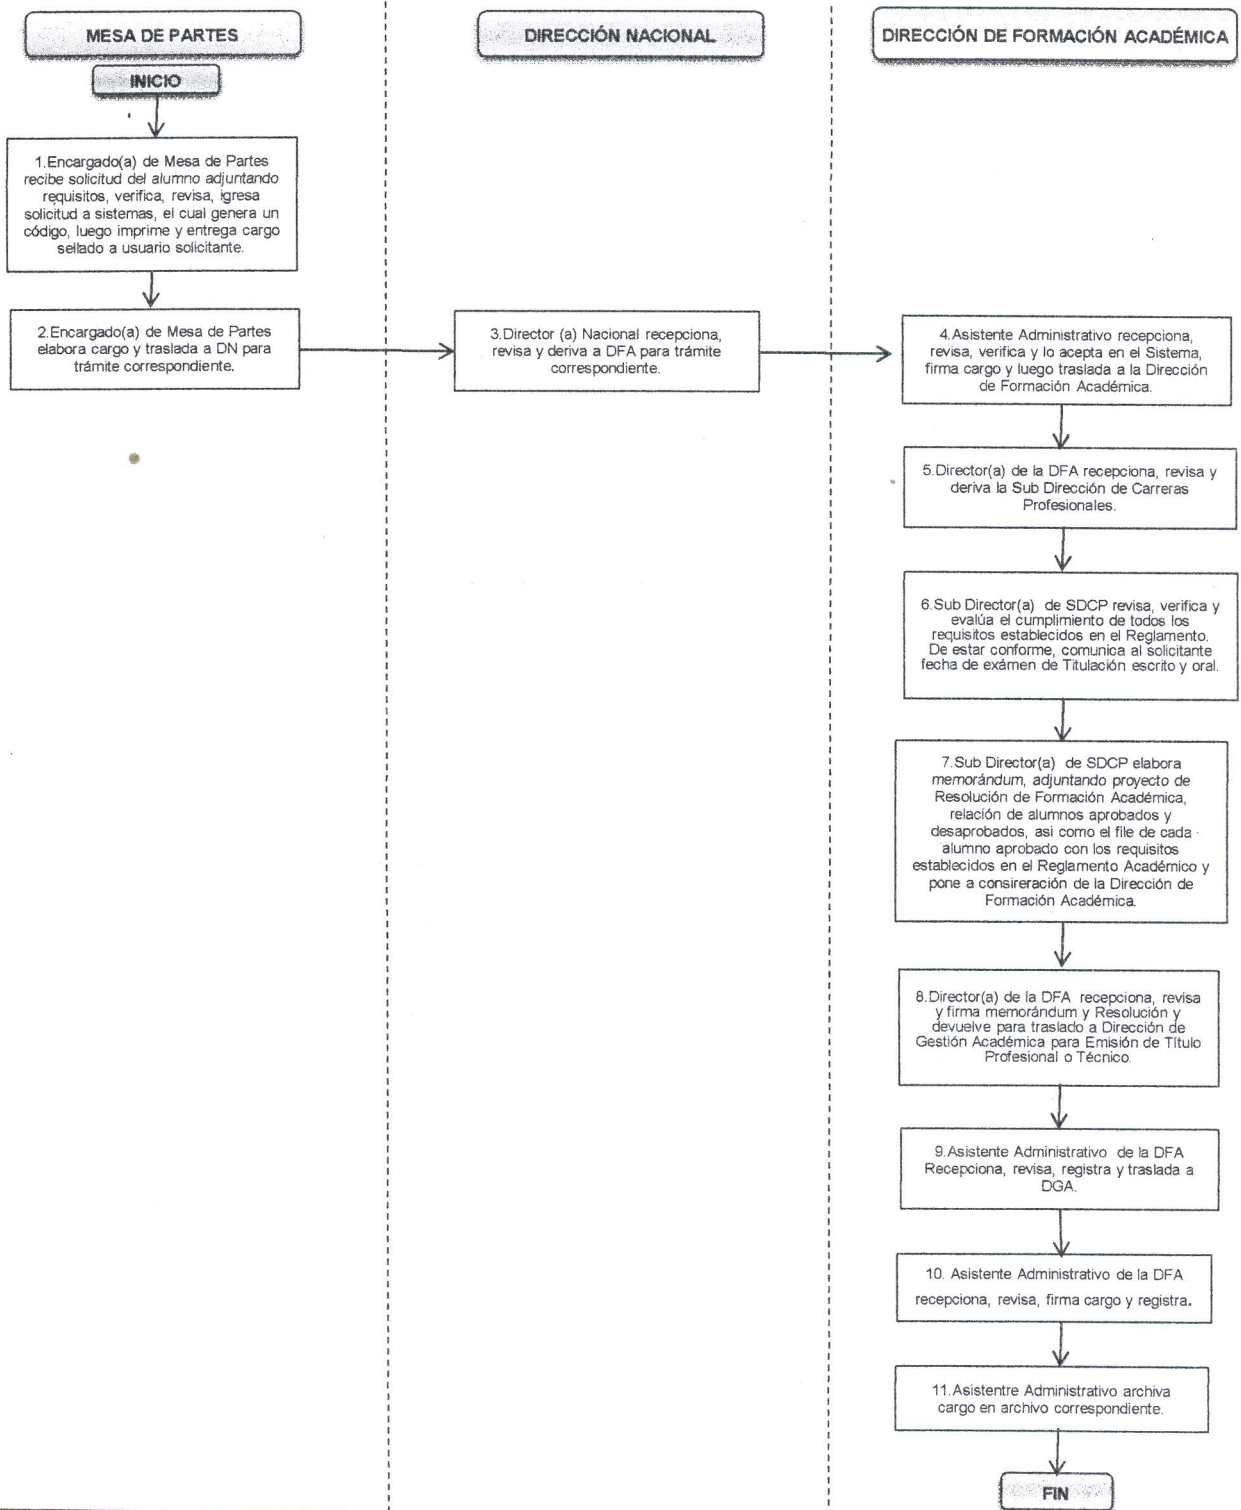 MESA DE PARTES
DIRECCIÓN NACIONAL
DIRECCIÓN DE FORMACIÓN ACADÉMICA
INICIO
1.Encargado(a) de Mesa de Partes
recibe solicitud del alumno adjuntando
requisitos, verifica, revisa, igresa
solicitud a sistemas, el cual genera un
código, luego imprime y entrega cargo
sellado a usuario solicitante.
2.Encargado(a) de Mesa de Partes
elabora cargo y traslada a DN para
trámite correspondiente.
3.Director (a) Nacional recepciona,
revisa y deriva a DFA para trámite
correspondiente.
4.Asistente Administrativo recepciona,
revisa, verifica y lo acepta en el Sistema,
firma cargo y luego traslada a la Dirección
de Formación Académica.
5.Director(a) de la DFA recepciona, revisa y
deriva la Sub Dirección de Carreras
Profesionales.
6.Sub Director(a) de SDCP revisa, verifica y
evalúa el cumplimiento de todos los
requisitos establecidos en el Reglamento.
De estar conforme, comunica al solicitante
fecha de exámen de Titulación escrito y oral.
7.Sub Director(a) de SDCP elabora
memorándum, adjuntando proyecto de
Resolución de Formación Académica,
relación de alumnos aprobados y
desaprobados, asi como el file de cada
alumno aprobado con los requisitos
establecidos en el Reglamento Académico y
pone a consireración de la Dirección de
Formación Académica.
8.Director(a) de la DFA recepciona, revisa
y firma memorándum y Resolución y
devuelve para traslado a Dirección de
Gestión Académica para Emisión de Título
Profesional o Técnico.
9.Asistente Administrativo de la DFA
Recepciona, revisa, registra y traslada a
DGA.
10. Asistente Administrativo de la DFA
recepciona, revisa, firma cargo y registra.
11.Asistentre Administrativo archiva
cargo en archivo correspondiente.
FIN